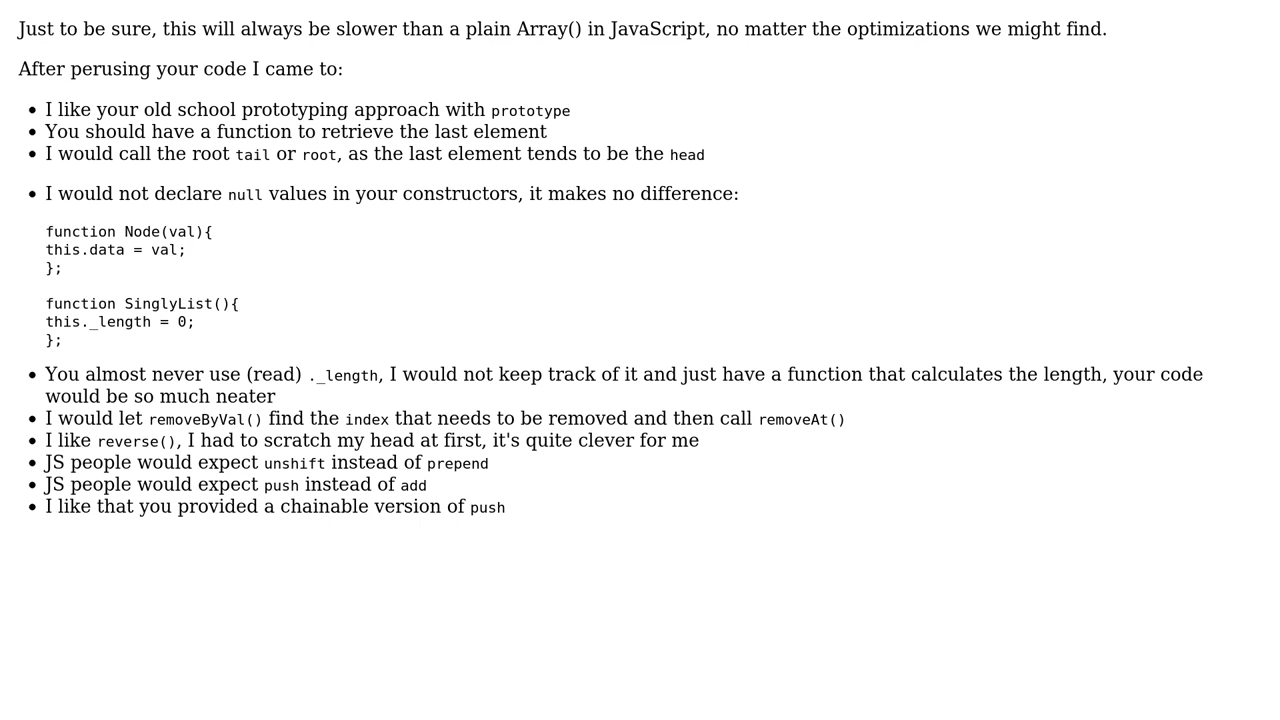 Just to be sure, this will always be slower than a plain Array() in JavaScript, no matter the optimizations we might find.
After perusing your code I came to:
• I like your old school prototyping approach with prototype
• You should have a function to retrieve the last element
• I would call the root tail or root, as the last element tends to be the head
• I would not declare null values in your constructors, it makes no difference:
function Node(val){
this.data = val;
};
function SinglyList(){
this._length = 0;
};
• You almost never use (read) ._length, I would not keep track of it and just have a function that calculates the length, your code
would be so much neater
• I would let removeByVal() find the index that needs to be removed and then call removeAt()
• I like reverse(), I had to scratch my head at first, it's quite clever for me
• JS people would expect unshift instead of prepend
• JS people would expect push instead of add
• I like that you provided a chainable version of push